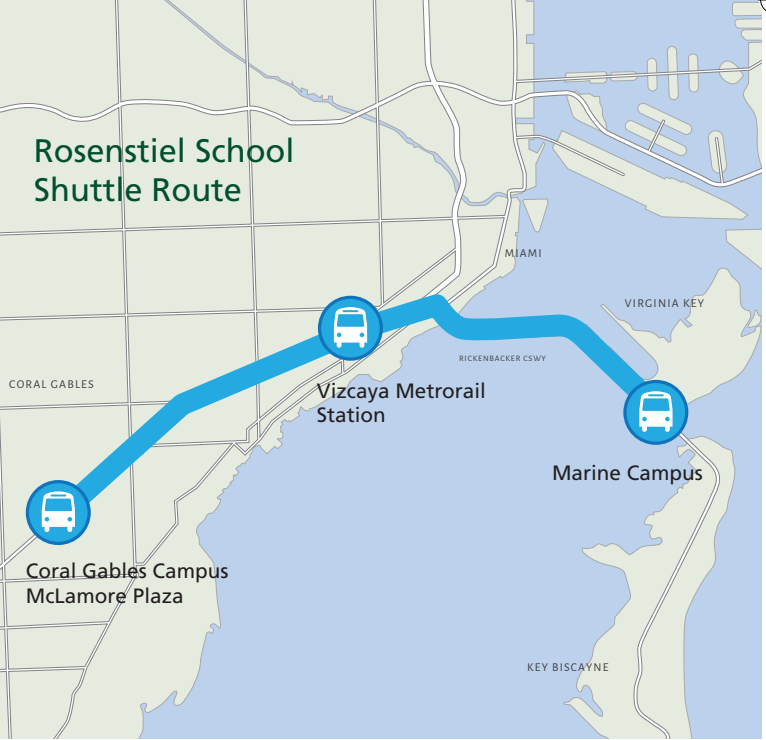 Rosenstiel School
Shuttle Route
MIAMI
VIRGINIA KEY
RICKENBACKER CSWY
CORAL GABLES
Vizcaya Metrorail
Station
Marine Campus
Coral Gables Campus
McLamore Plaza
KEY BISCAYNE